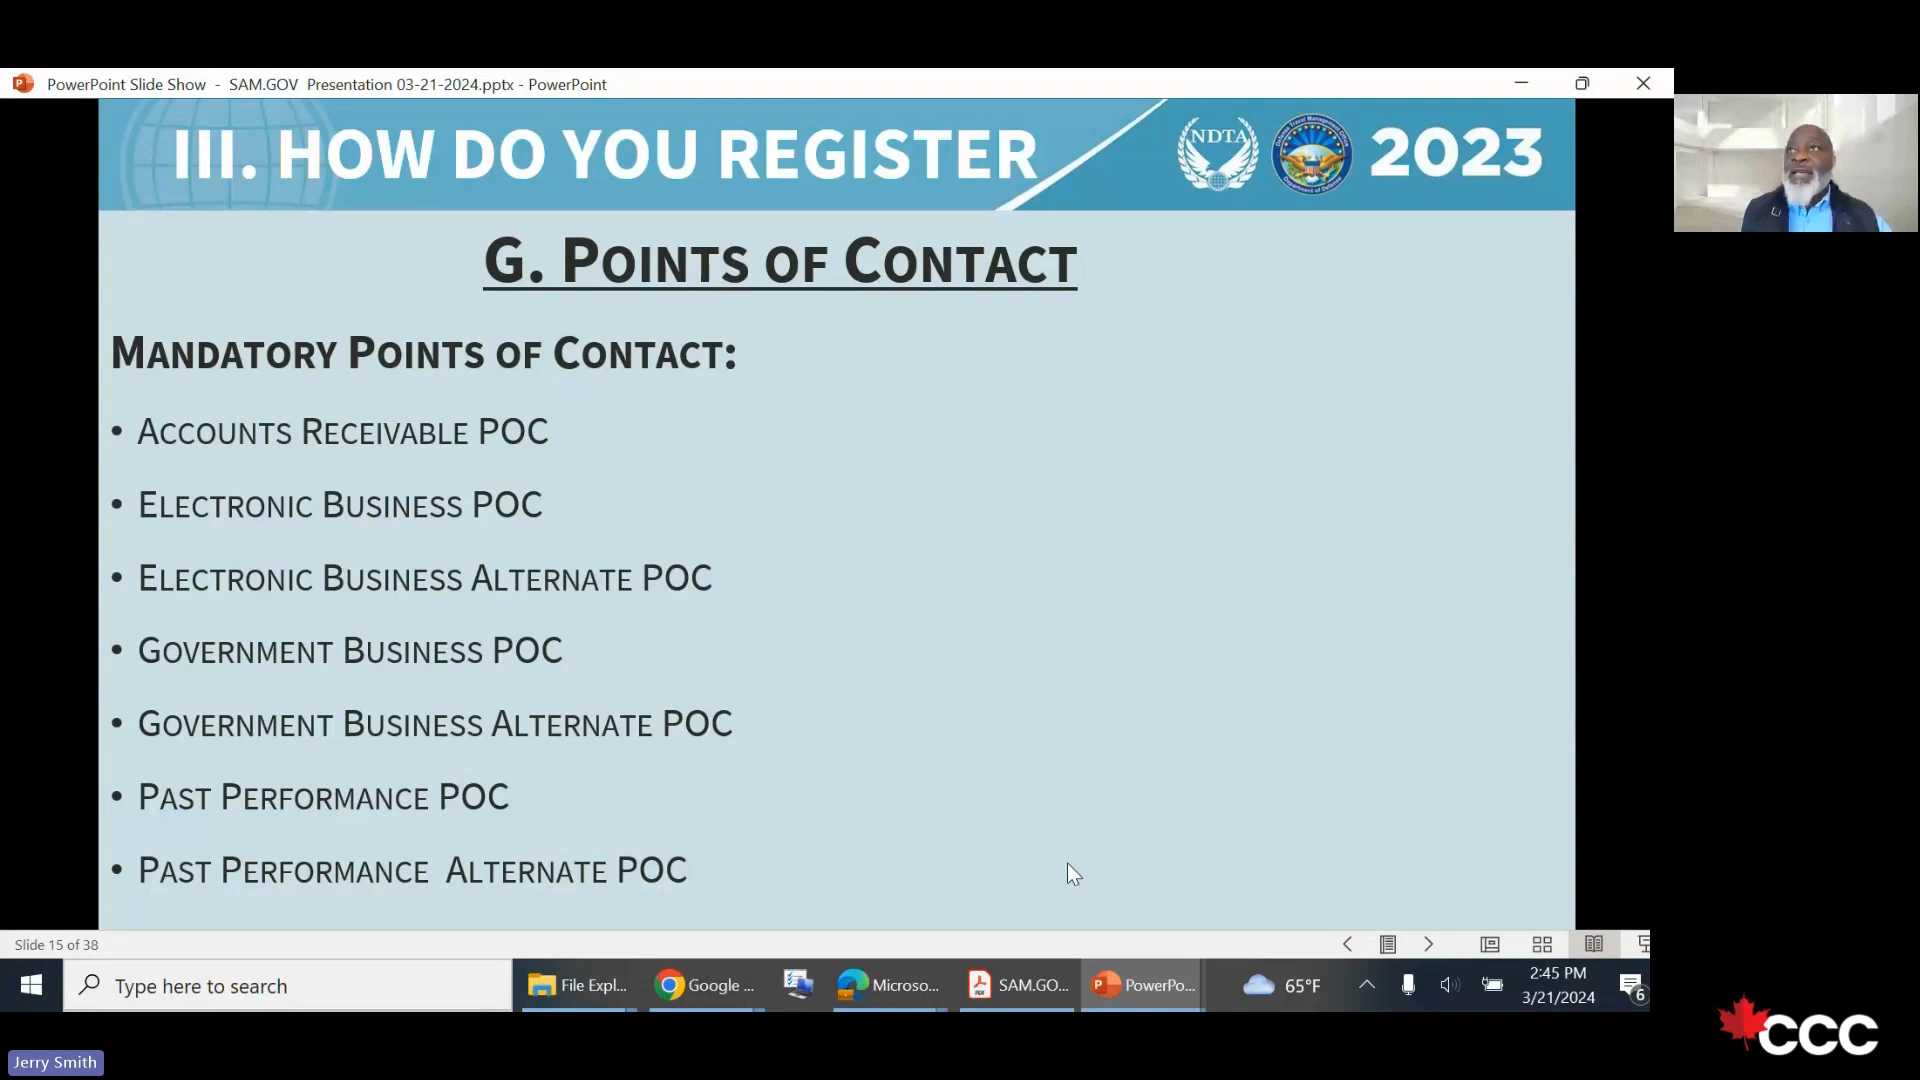 PowerPoint Slide Show - SAM.GOV Presentation 03-21-2024.pptx - PowerPoint
III. HOW DO YOU REGISTER
NDTA
2023
G. POINTS OF CONTACT
MANDATORY POINTS OF CONTACT:
• ACCOUNTS RECEIVABLE POC
• ELECTRONIC BUSINESS POC
• ELECTRONIC BUSINESS ALTERNATE POC
• GOVERNMENT BUSINESS POC
• GOVERNMENT BUSINESS ALTERNATE POC
• PAST PERFORMANCE POC
• PAST PERFORMANCE ALTERNATE POC
Slide 15 of 38
Type here to search
File Expl...
Google ...
Microso...
SAM.GO...
PowerPo...
65°F
2:45 PM
3/21/2024
6
CCC
Jerry Smith